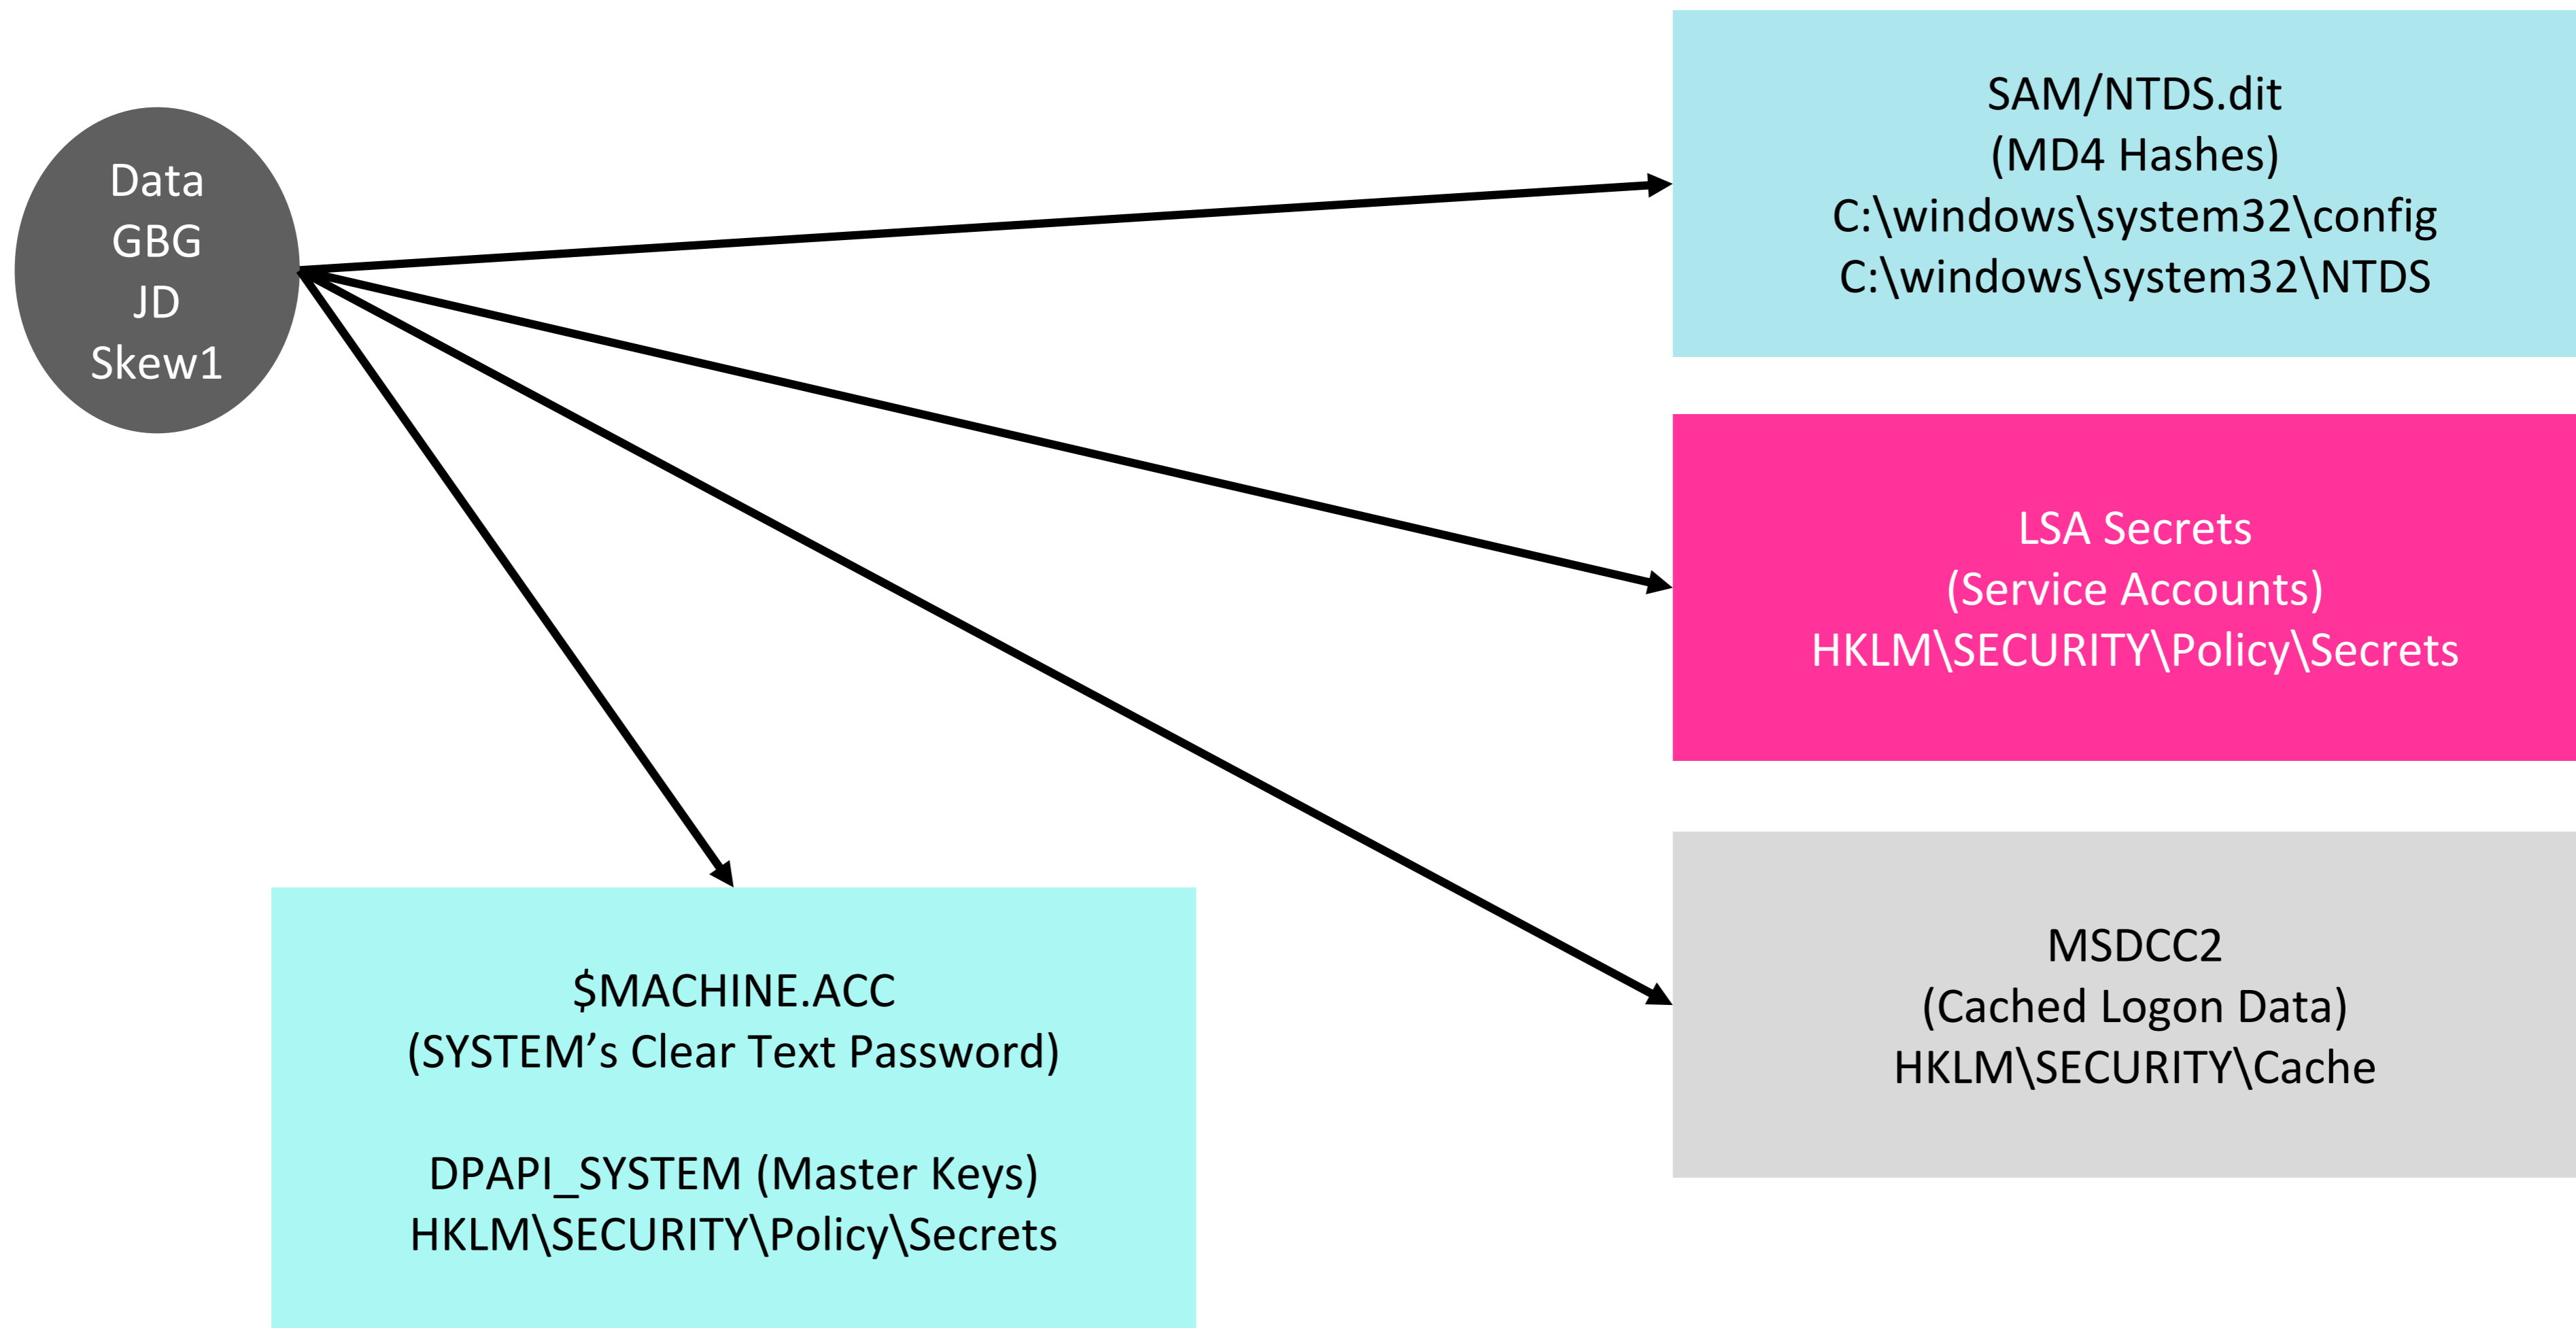 Data
GBG
JD
Skew1
SAM/NTDS.dit
(MD4 Hashes)
C:\windows\system32\config
C:\windows\system32\NTDS
LSA Secrets
(Service Accounts)
HKLM\SECURITY\Policy\Secrets
MSDCC2
(Cached Logon Data)
HKLM\SECURITY\Cache
$MACHINE.ACC
(SYSTEM’s Clear Text Password)
DPAPI_SYSTEM (Master Keys)
HKLM\SECURITY\Policy\Secrets